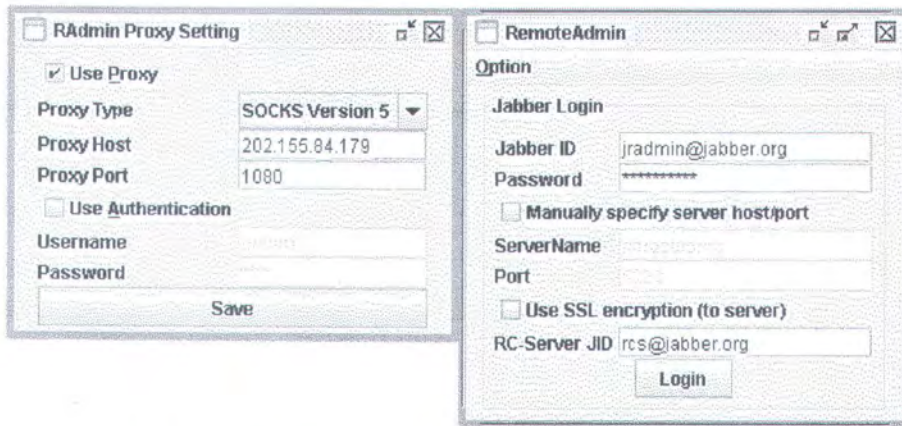 RAdmin Proxy Setting
Use Proxy
Proxy Type
SOCKS Version 5
Proxy Host
202.155.84.179
Proxy Port
1080
Use Authentication
Username
Password
Save
RemoteAdmin
Option
Jabber Login
Jabber ID
jradmin@jabber.org
Password
**********
Manually specify server host/port
ServerName
Port
Use SSL encryption (to server)
RC-Server JID
rcs@jabber.org
Login